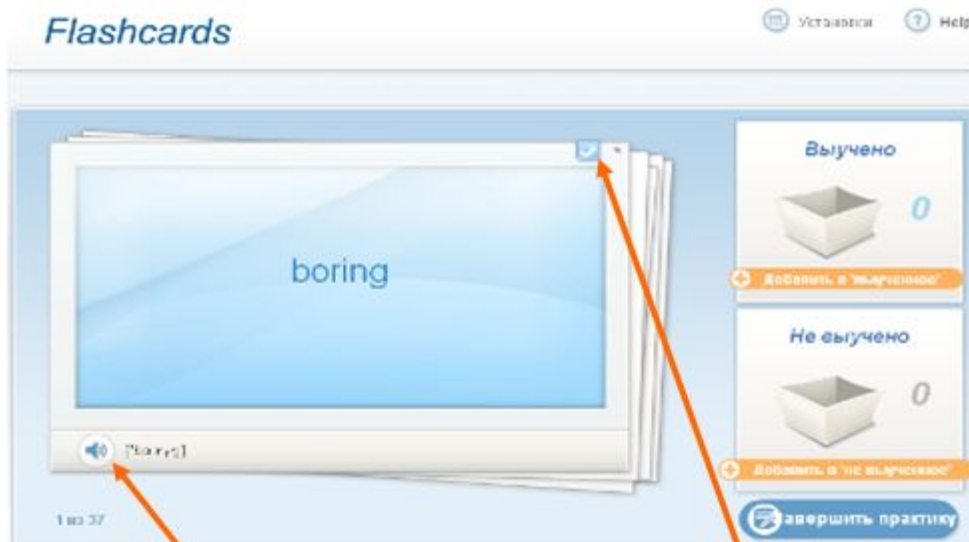 Flashcards
Установки
Help
boring
Выучено
0
Добавить в "выученное"
Не выучено
0
Добавить в "не выученное"
1 из 37
Завершить практику